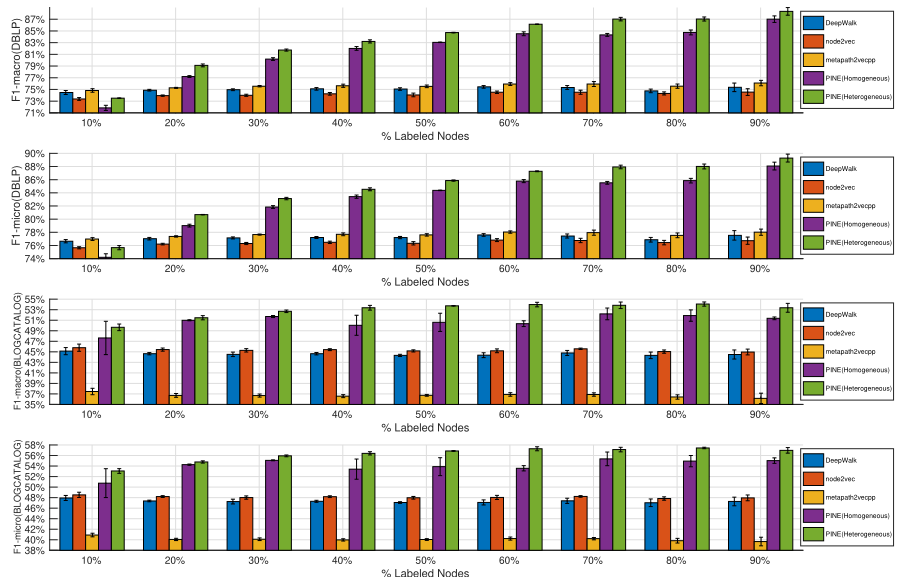 F1-macro(DBLP)
87%
85%
83%
81%
79%
77%
75%
73%
71%
10% 20% 30% 40% 50% 60% 70% 80% 90%
% Labeled Nodes
DeepWalk
node2vec
metapath2vecpp
PINE(Homogeneous)
PINE(Heterogeneous)
F1-micro(DBLP)
90%
88%
86%
84%
82%
80%
78%
76%
74%
10% 20% 30% 40% 50% 60% 70% 80% 90%
% Labeled Nodes
DeepWalk
node2vec
metapath2vecpp
PINE(Homogeneous)
PINE(Heterogeneous)
F1-macro(BLOGCATALOG)
55%
53%
51%
49%
47%
45%
43%
41%
39%
37%
35%
10% 20% 30% 40% 50% 60% 70% 80% 90%
% Labeled Nodes
DeepWalk
node2vec
metapath2vecpp
PINE(Homogeneous)
PINE(Heterogeneous)
F1-micro(BLOGCATALOG)
58%
56%
54%
52%
50%
48%
46%
44%
42%
40%
38%
10% 20% 30% 40% 50% 60% 70% 80% 90%
% Labeled Nodes
DeepWalk
node2vec
metapath2vecpp
PINE(Homogeneous)
PINE(Heterogeneous)